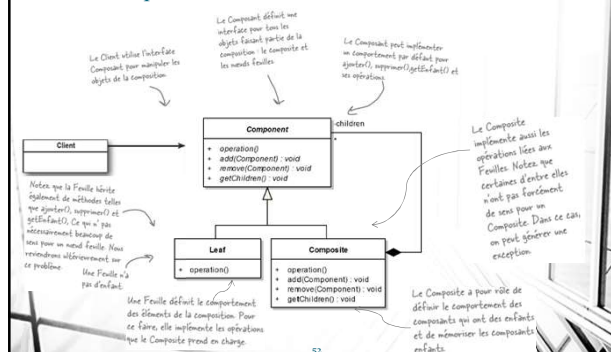 Le Composant définit une
interface pour tous les
objets faisant partie de la
composition : le composite et
les nœuds feuilles.
Le Client utilise l'interface
Composant pour manipuler les
objets de la composition
Le Composant peut implémenter
un comportement par défaut pour
ajouter(), supprimer(),getEnfant() et
ses opérations
Client
Component
+ operation()
+ add(Component) : void
+ remove(Component) : void
+ getChildren() : void
children
*
Le Composite
implémente aussi les
opérations liées aux
Feuilles. Notez que
certaines d'entre elles
n'ont pas forcément
de sens pour un
Composite. Dans ce cas,
on peut générer une
exception.
Notez que la Feuille hérite
également de méthodes telles
que ajouter(), supprimer() et
getEnfant(), Ce qui n' pas
nécessairement beaucoup de
sens pour un nœud feuille. Nous
reviendrons ultérieurement sur
ce problème.
Une Feuille n'a
pas d'enfant.
Leaf
+ operation()
Composite
+ operation()
+ add(Component) : void
+ remove(Component) : void
+ getChildren() : void
Une Feuille définit le comportement
des éléments de la composition. Pour
ce faire, elle implémente les opérations
que le Composite prend en charge.
Le Composite a pour rôle de
définir le comportement des
composants qui ont des enfants
et de mémoriser les composants
enfants.
52